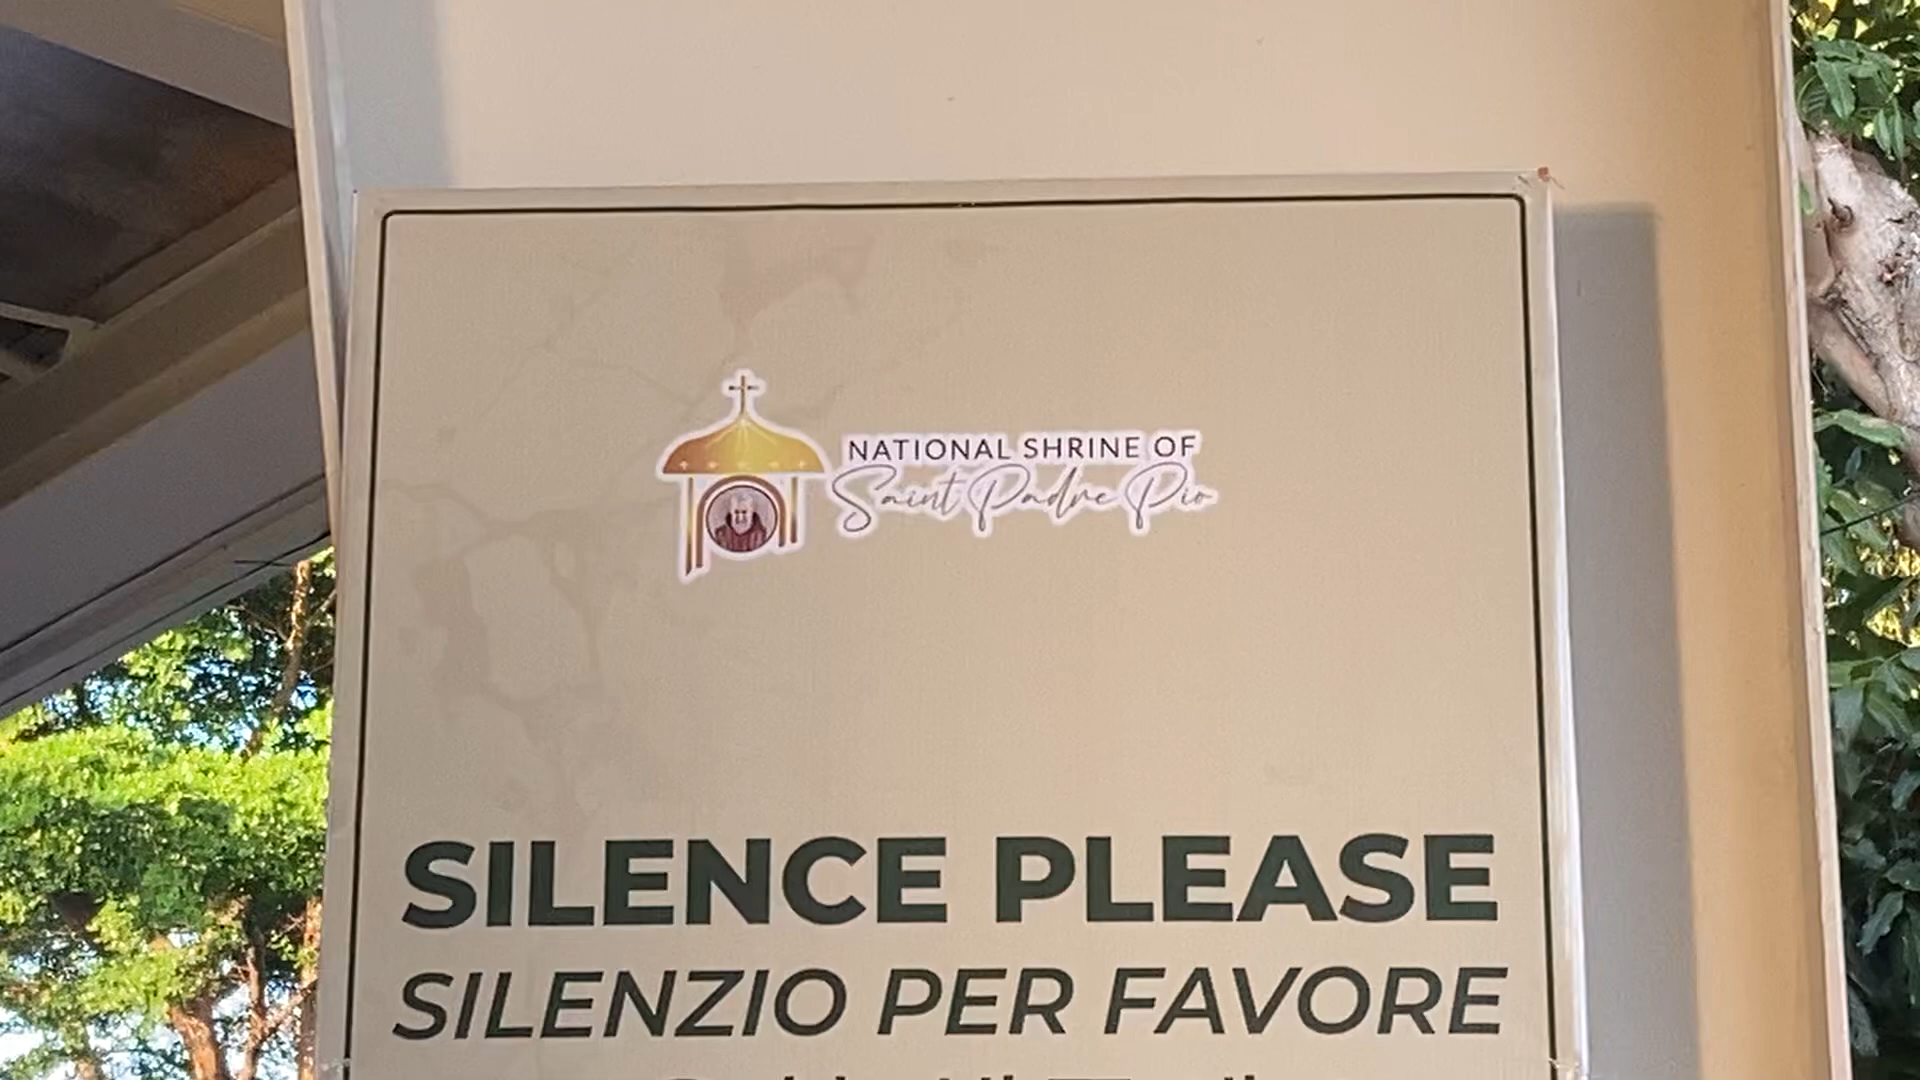 NATIONAL SHRINE OF
Saint Padre Pio
SILENCE PLEASE
SILENZIO PER FAVORE